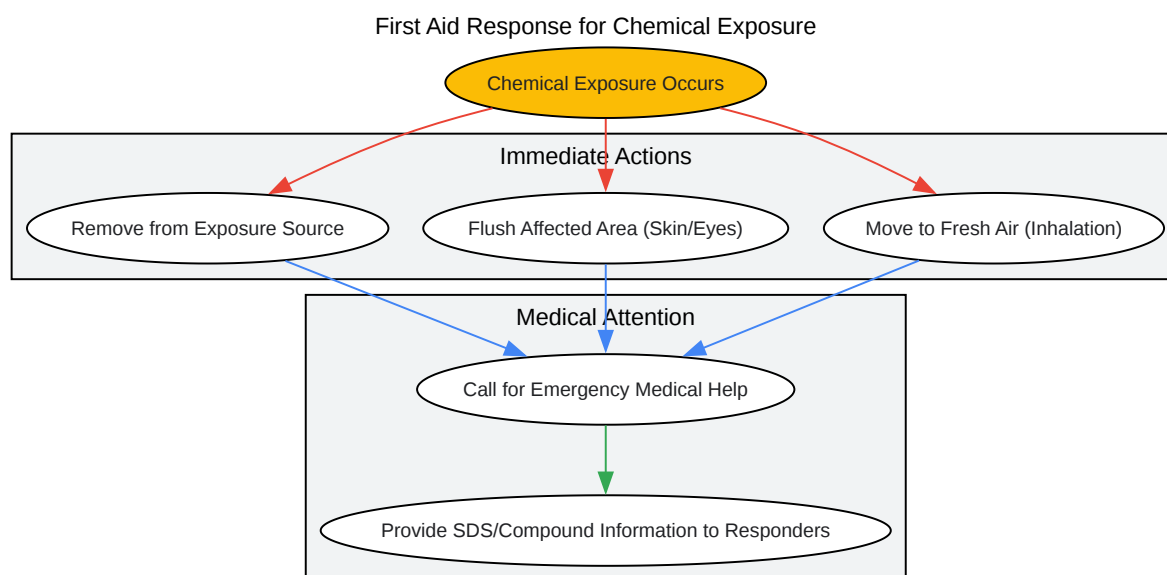 First Aid Response for Chemical Exposure
Chemical Exposure Occurs
Immediate Actions
Remove from Exposure Source
Flush Affected Area (Skin/Eyes)
Move to Fresh Air (Inhalation)
Medical Attention
Call for Emergency Medical Help
Provide SDS/Compound Information to Responders